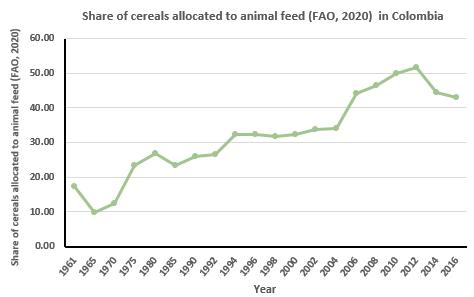 Share of cereals allocated to animal feed (FAO, 2020)  in Colombia
Share of cereals allocated to animal feed (FAO, 2020)
60.00
50.00
40.00
30.00
20.00
10.00
0.00
1961 1965 1970 1975 1980 1985 1990 1992 1994 1996 1998 2000 2002 2004 2006 2008 2010 2012 2014 2016
Year